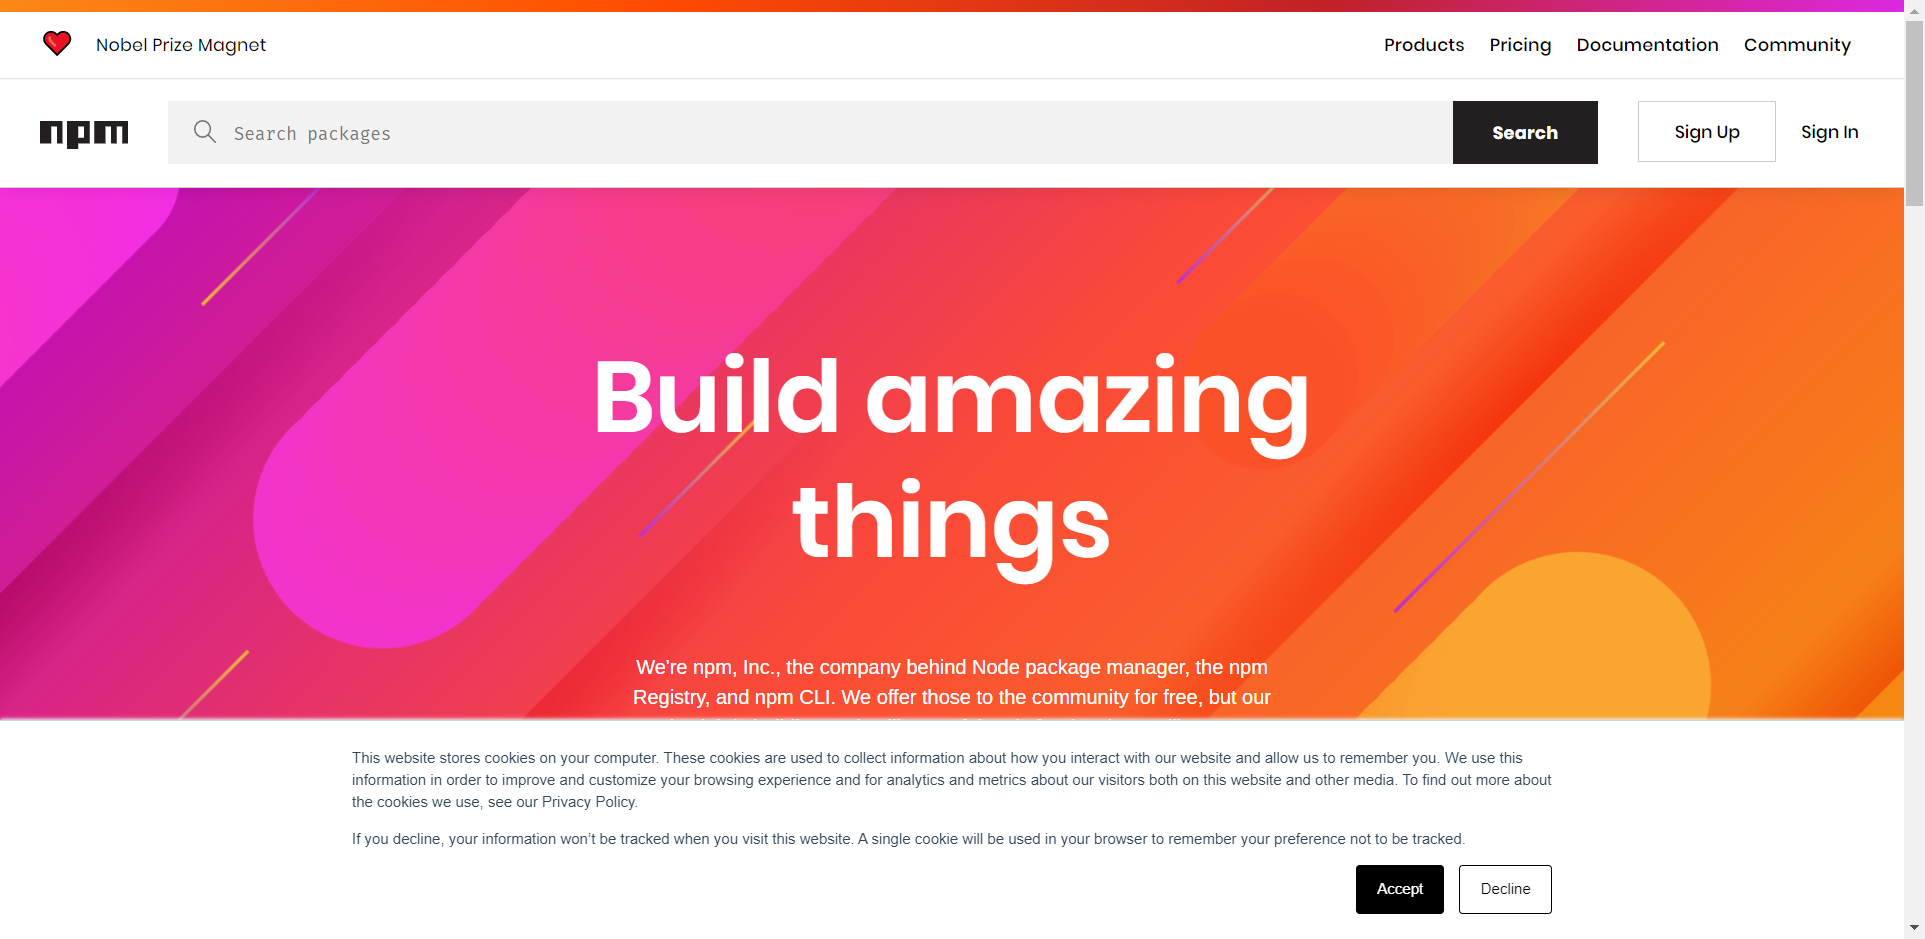 Nobel Prize Magnet
Products Pricing Documentation Community
npm
Search packages
Search
Sign Up
Sign In
Build amazing
things
We're npm, Inc., the company behind Node package manager, the npm
Registry, and npm CLI. We offer those to the community for free, but our
This website stores cookies on your computer. These cookies are used to collect information about how you interact with our website and allow us to remember you. We use this
information in order to improve and customize your browsing experience and for analytics and metrics about our visitors both on this website and other media. To find out more about
the cookies we use, see our Privacy Policy.
If you decline, your information won’t be tracked when you visit this website. A single cookie will be used in your browser to remember your preference not to be tracked.
Accept
Decline